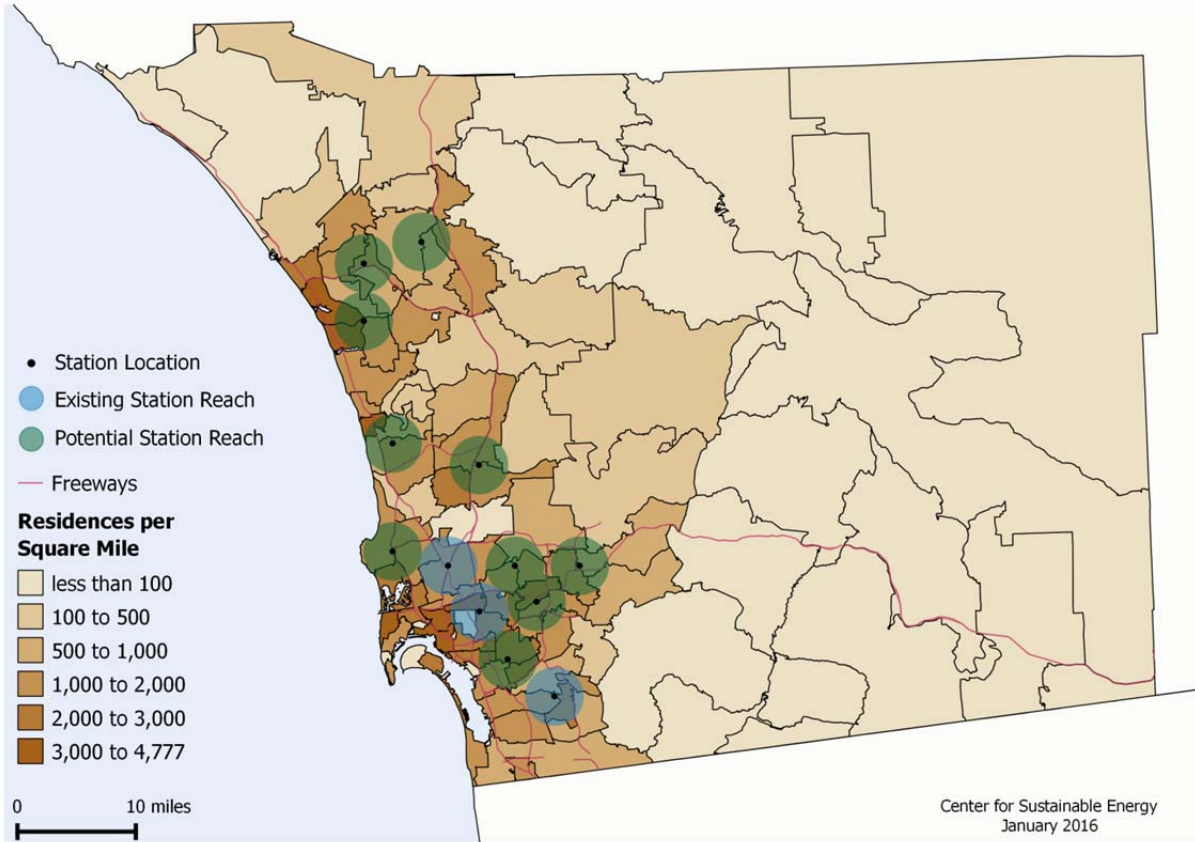 Station Location
Existing Station Reach
Potential Station Reach
Freeways
Residences per
Square Mile
less than 100
100 to 500
500 to 1,000
1,000 to 2,000
2,000 to 3,000
3,000 to 4,777
0 10 miles
Center for Sustainable Energy
January 2016